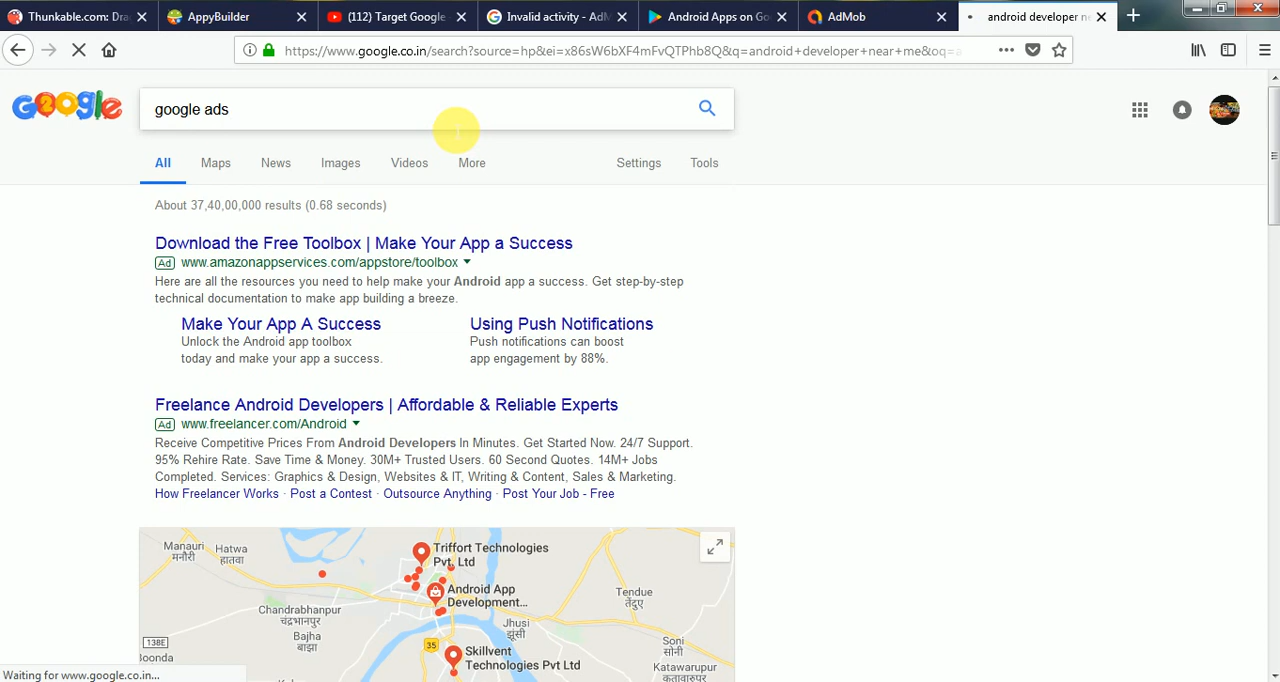 Thunkable.com: Dra
AppyBuilder
(112) Target Google
Invalid activity - AdM
Android Apps on Go
AdMob
android developer ne
https://www.google.co.in/search?source=hp&ei=x86sW6bXF4mFvQTPhb8Q&q=android+developer+near+me&oq=a
Google
google ads
All
Maps
News
Images
Videos
More
Settings
Tools
About 37,40,00,000 results (0.68 seconds)
Download the Free Toolbox | Make Your App a Success
Ad www.amazonappservices.com/appstore/toolbox
Here are all the resources you need to help make your Android app a success. Get step-by-step
technical documentation to make app building a breeze.
Make Your App A Success
Unlock the Android app toolbox
today and make your app a success.
Using Push Notifications
Push notifications can boost
app engagement by 88%.
Freelance Android Developers | Affordable & Reliable Experts
Ad www.freelancer.com/Android
Receive Competitive Prices From Android Developers In Minutes. Get Started Now. 24/7 Support.
95% Rehire Rate. Save Time & Money. 30M+ Trusted Users. 60 Second Quotes. 14M+ Jobs
Completed. Services: Graphics & Design, Websites & IT, Writing & Content, Sales & Marketing.
How Freelancer Works · Post a Contest · Outsource Anything · Post Your Job - Free
Manauri
मनौरी
Hatwa
हातवा
Triffort Technologies
Pvt. Ltd
Android App
Development...
Tendue
तेंदुए
Chandrabhanpur
चंद्रभानपुर
Bajha
बाझा
Jhusi
झूसी
138E
35
Skillvent
Technologies Pvt Ltd
Soni
सोनी
Katawarupur
Boonda
Waiting for www.google.co.in...